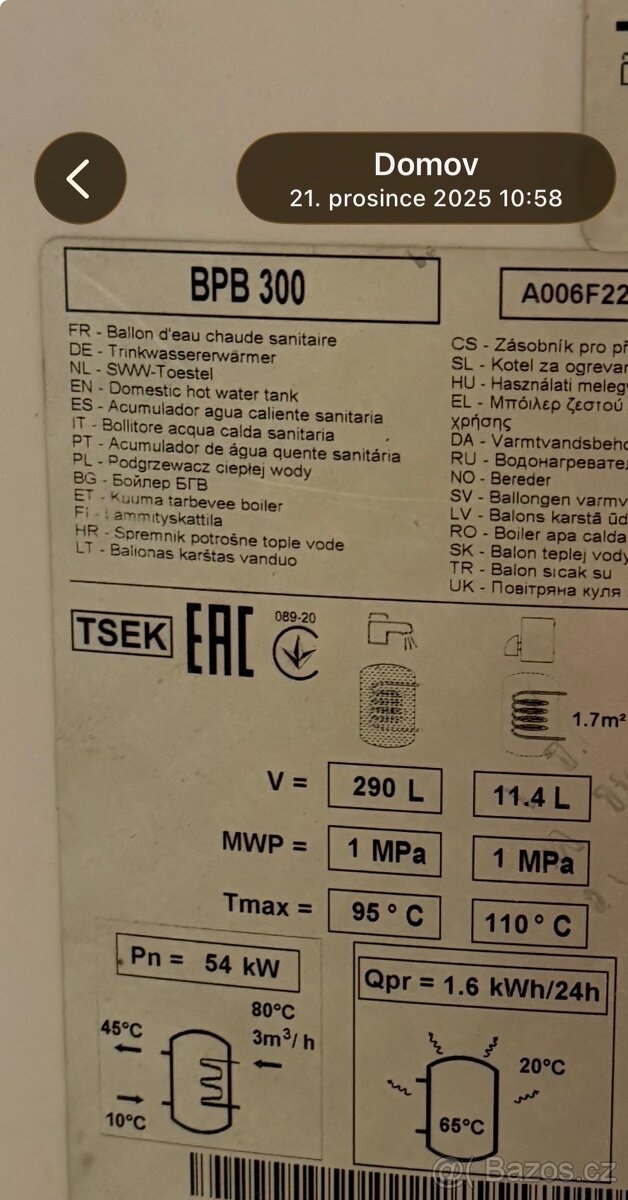 Domov
21. prosince 2025 10:58
BPB 300
A006F22
FR - Ballon d'eau chaude sanitaire
DE - Trinkwassererwärmer
NL - SWW-Toestel
EN - Domestic hot water tank
ES - Acumulador agua caliente sanitaria
IT - Bollitore acqua calda sanitaria
PT - Acumulador de água quente sanitária
PL - Podgrzewacz ciepłej wody
BG - Бойлер БГВ
ET - Kuuma tarbevee boiler
FI - Lammityskattila
HR - Spremnik potrošne tople vode
LT - Balionas karštas vanduo
CS - Zásobník pro př
SL - Kotel za ogrevan
HU - Használati meleg
EL - Μπόιλερ ζεστού
χρήσης
DA - Varmtvandsbeho
RU - Водонагревател
NO - Bereder
SV - Ballongen varmv
LV - Balons karstā ūd
RO - Boiler apa calda
SK - Balon teplej vody
TR - Balon sıcak su
UK - Повітряна куля
TSEK
EAC
089-20
1.7m²
V = 290 L 11.4 L
MWP = 1 MPa 1 MPa
Tmax = 95°C 110°C
Pn = 54 kW
80°C
3m³/h
45°C
10°C
Qpr = 1.6 kWh/24h
20°C
65°C
Bazos.cz